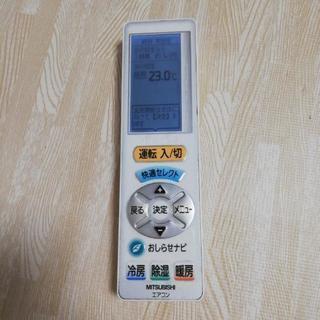 23.0℃
運転 入/切
快適セレクト
戻る 決定 メニュー
おしらせナビ
冷房 除湿 暖房
MITSUBISHI
エアコン